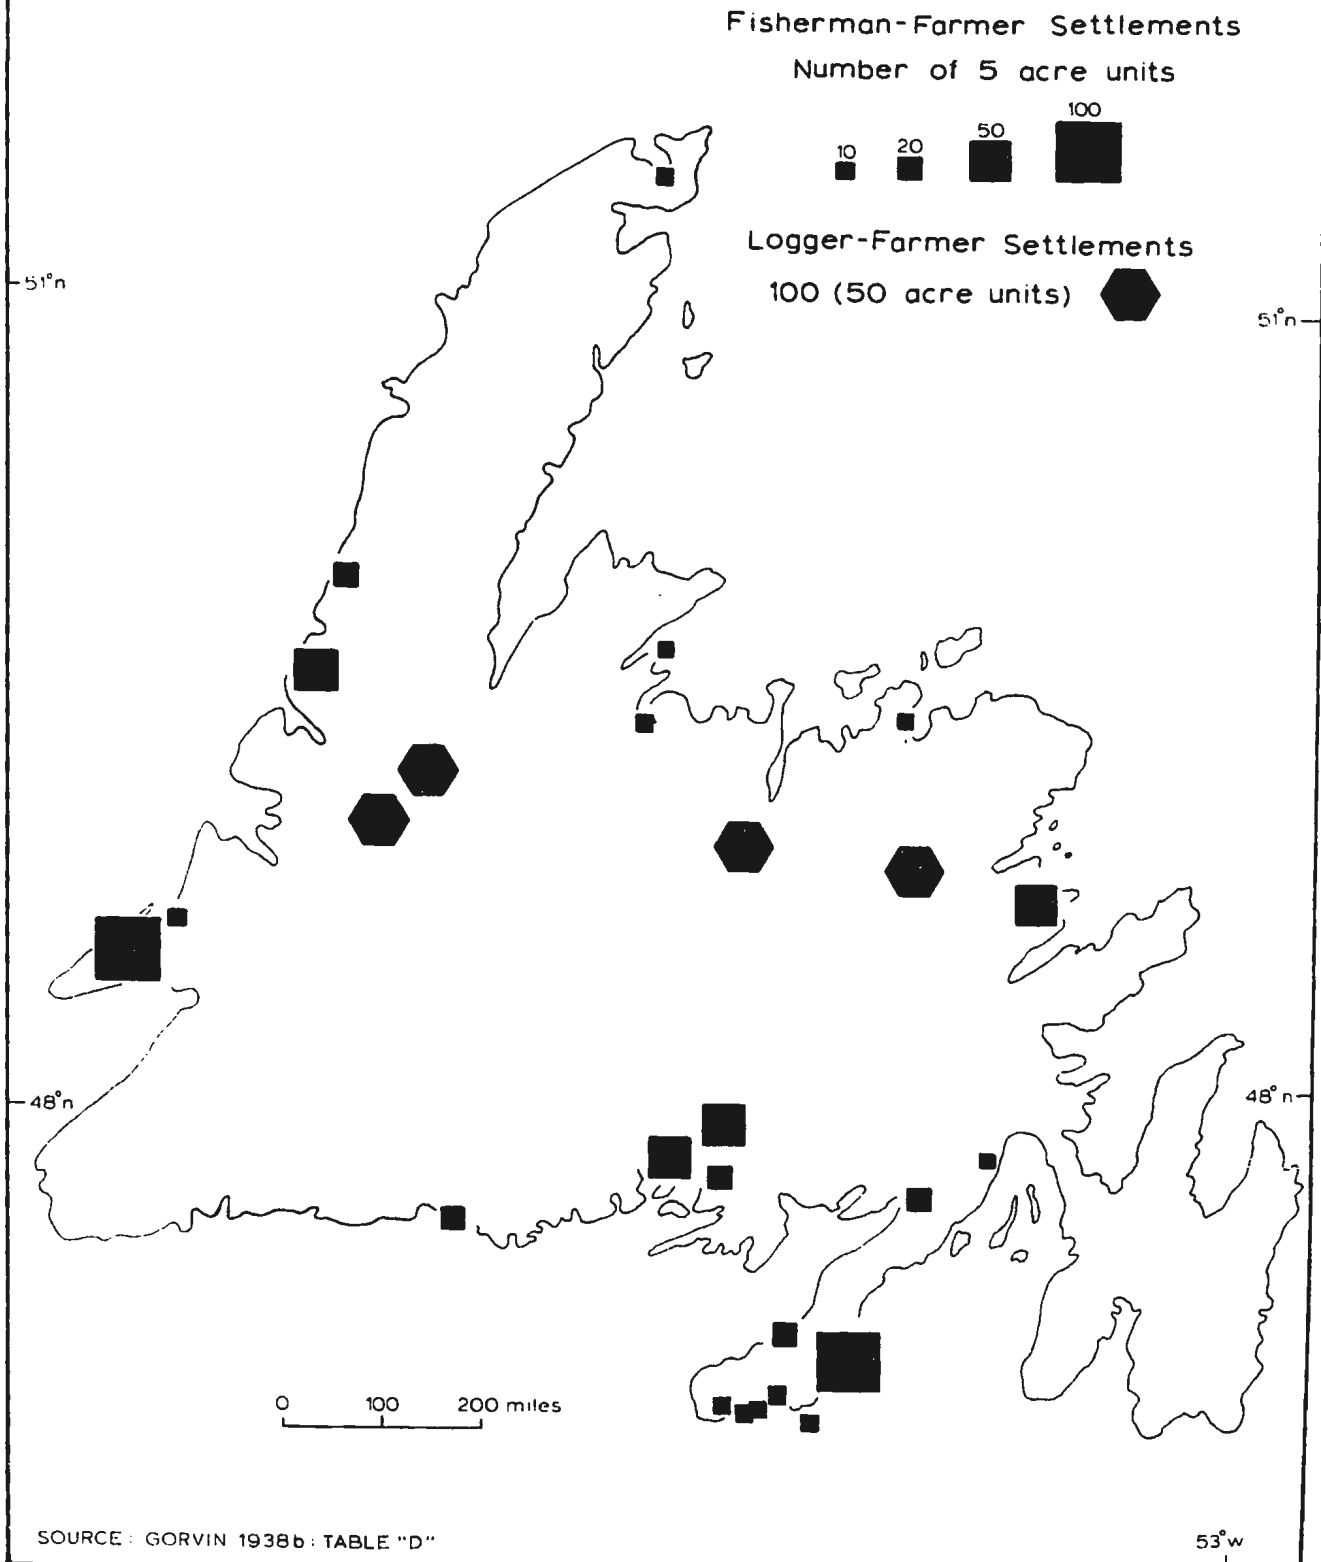 Fisherman-Farmer Settlements
Number of 5 acre units
10 20 50 100
Logger-Farmer Settlements
100 (50 acre units)
51°n
51°n
48°n
48°n
0 100 200 miles
SOURCE: GORVIN 1938b: TABLE "D"
53°w